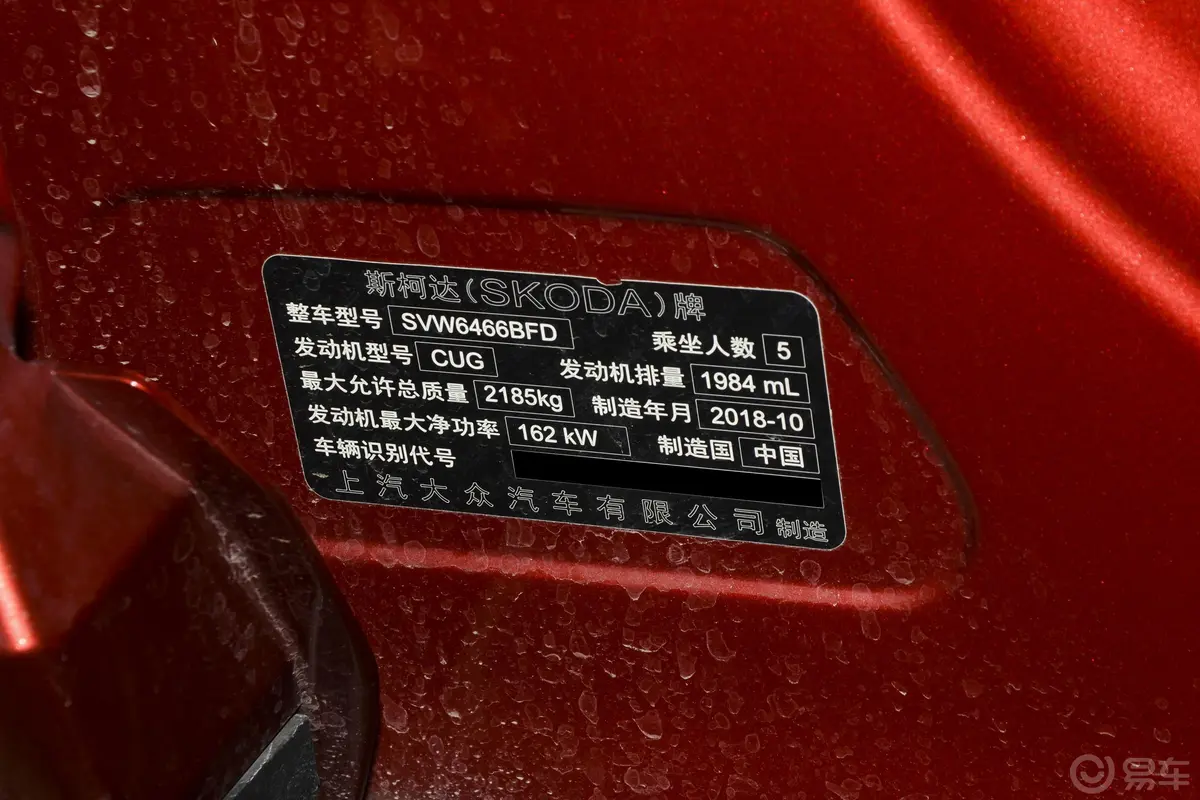 斯柯达(SKODA)牌
整车型号 SVW6466BFD 乘坐人数 5
发动机型号 CUG 发动机排量 1984 mL
最大允许总质量 2185kg 制造年月 2018-10
发动机最大净功率 162 kW 制造国 中国
车辆识别代号
上汽大众汽车有限公司 制造
易车